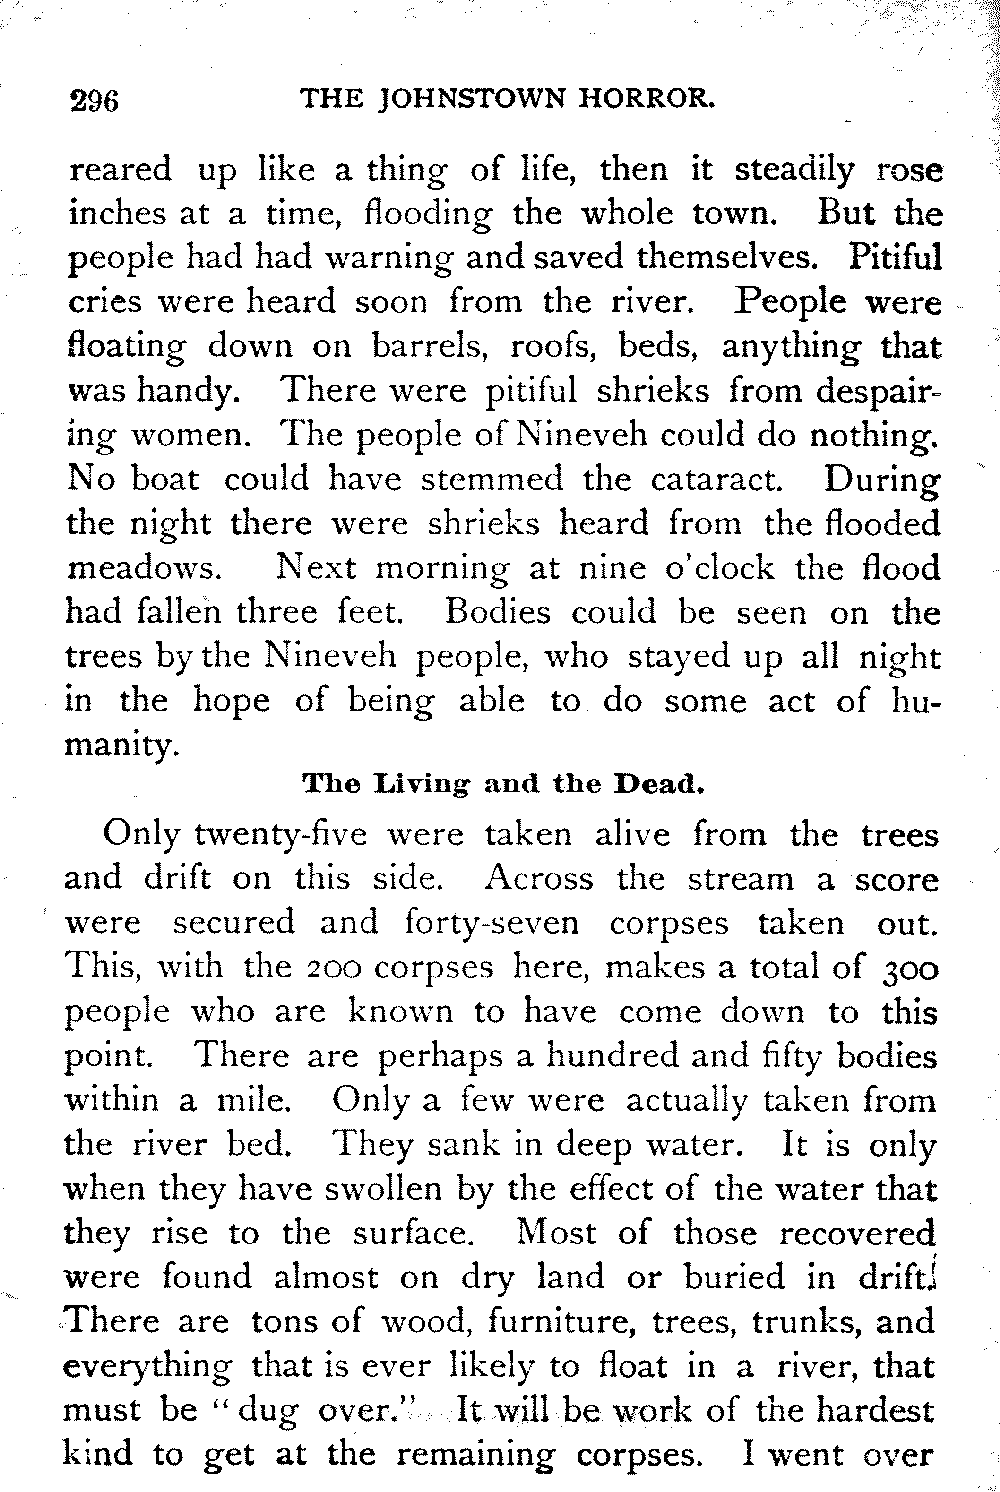 296 THE JOHNSTOWN HORROR.
reared up like a thing of life, then it steadily rose
inches at a time, flooding the whole town. But the
people had had warning and saved themselves. Pitiful
cries were heard soon from the river. People were
floating down on barrels, roofs, beds, anything that
was handy. There were pitiful shrieks from despair-
ing women. The people of Nineveh could do nothing.
No boat could have stemmed the cataract. During
the night there were shrieks heard from the flooded
meadows. Next morning at nine o'clock the flood
had fallen three feet. Bodies could be seen on the
trees by the Nineveh people, who stayed up all night
in the hope of being able to do some act of hu-
manity.
The Living and the Dead.
Only twenty-five were taken alive from the trees
and drift on this side. Across the stream a score
were secured and forty-seven corpses taken out.
This, with the 200 corpses here, makes a total of 300
people who are known to have come down to this
point. There are perhaps a hundred and fifty bodies
within a mile. Only a few were actually taken from
the river bed. They sank in deep water. It is only
when they have swollen by the effect of the water that
they rise to the surface. Most of those recovered
were found almost on dry land or buried in drift.
There are tons of wood, furniture, trees, trunks, and
everything that is ever likely to float in a river, that
must be "dug over." It will be work of the hardest
kind to get at the remaining corpses. I went over